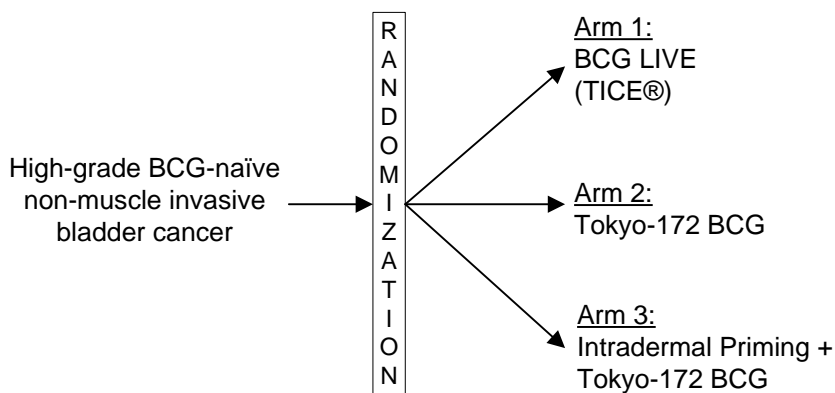 High-grade BCG-naïve
non-muscle invasive
bladder cancer
RANDOMIZATION
Arm 1:
BCG LIVE
(TICE®)
Arm 2:
Tokyo-172 BCG
Arm 3:
Intradermal Priming +
Tokyo-172 BCG